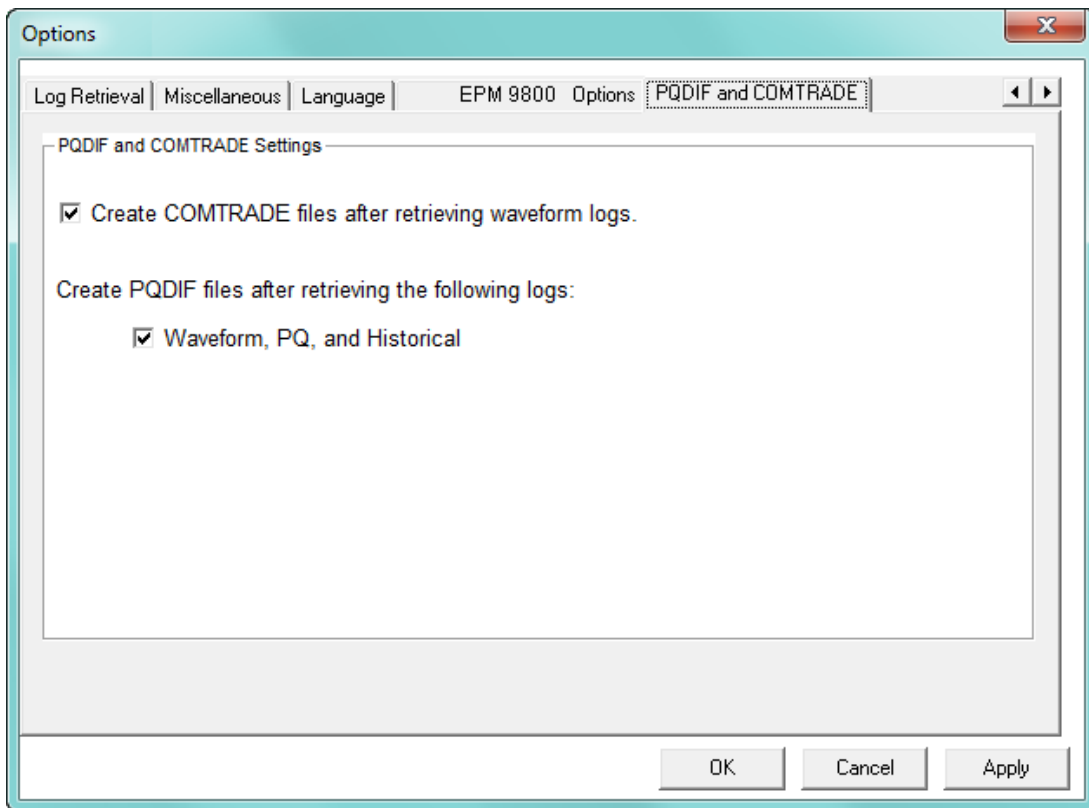 Options
Log Retrieval Miscellaneous Language EPM 9800 Options PQDIF and COMTRADE
PQDIF and COMTRADE Settings
Create COMTRADE files after retrieving waveform logs.
Create PQDIF files after retrieving the following logs:
Waveform, PQ, and Historical
OK Cancel Apply